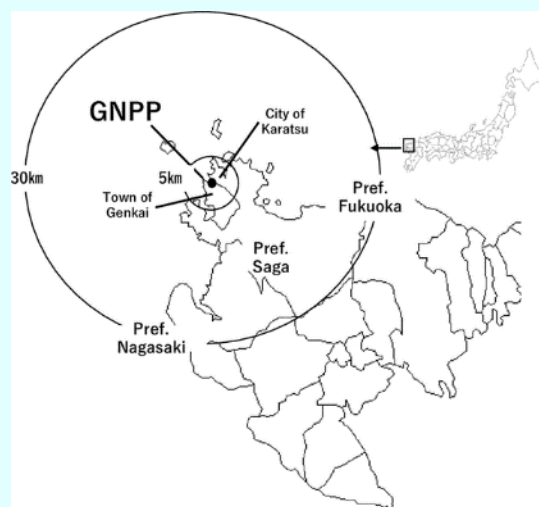 GNPP
City of
Karatsu
30km
5km
Town of
Genkai
Pref.
Fukuoka
Pref.
Saga
Pref.
Nagasaki